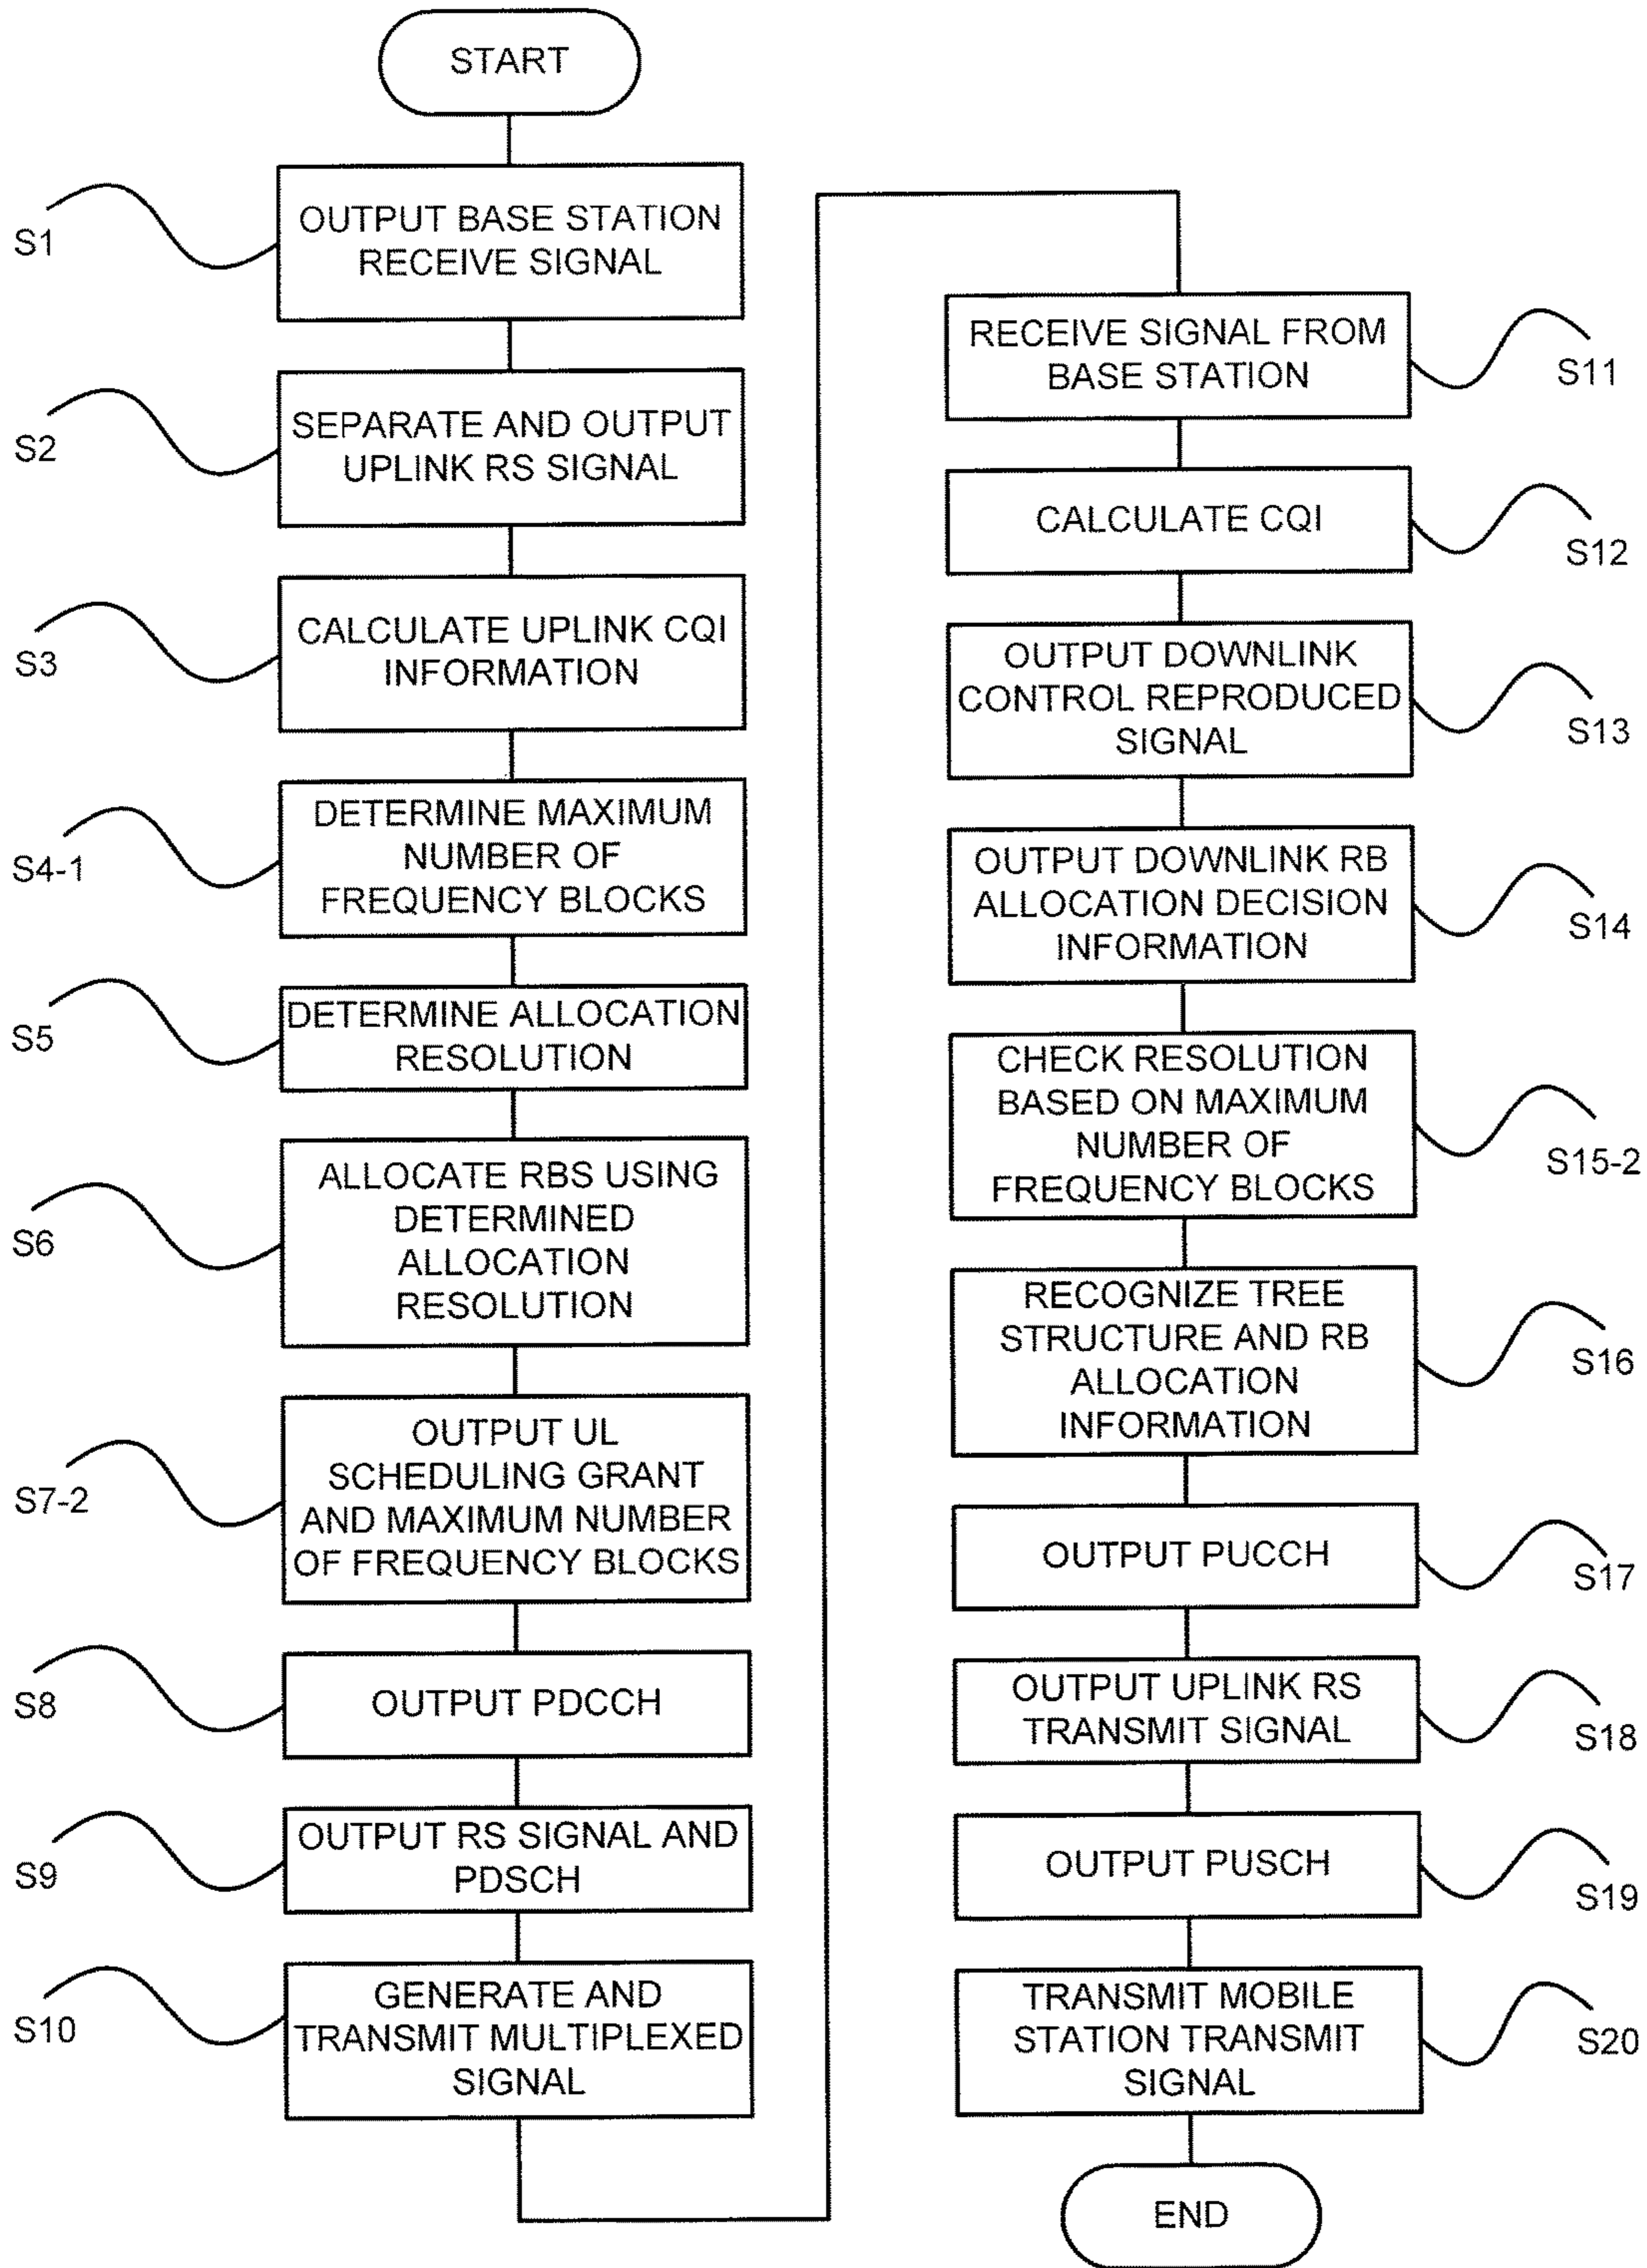 START
S1
OUTPUT BASE STATION
RECEIVE SIGNAL
S2
SEPARATE AND OUTPUT
UPLINK RS SIGNAL
S3
CALCULATE UPLINK CQI
INFORMATION
S4-1
DETERMINE MAXIMUM
NUMBER OF
FREQUENCY BLOCKS
S5
DETERMINE ALLOCATION
RESOLUTION
S6
ALLOCATE RBS USING
DETERMINED
ALLOCATION
RESOLUTION
S7-2
OUTPUT UL
SCHEDULING GRANT
AND MAXIMUM NUMBER
OF FREQUENCY BLOCKS
S8
OUTPUT PDCCH
S9
OUTPUT RS SIGNAL AND
PDSCH
S10
GENERATE AND
TRANSMIT MULTIPLEXED
SIGNAL
RECEIVE SIGNAL FROM
BASE STATION
S11
CALCULATE CQI
S12
OUTPUT DOWNLINK
CONTROL REPRODUCED
SIGNAL
S13
OUTPUT DOWNLINK RB
ALLOCATION DECISION
INFORMATION
S14
CHECK RESOLUTION
BASED ON MAXIMUM
NUMBER OF
FREQUENCY BLOCKS
S15-2
RECOGNIZE TREE
STRUCTURE AND RB
ALLOCATION
INFORMATION
S16
OUTPUT PUCCH
S17
OUTPUT UPLINK RS
TRANSMIT SIGNAL
S18
OUTPUT PUSCH
S19
TRANSMIT MOBILE
STATION TRANSMIT
SIGNAL
S20
END